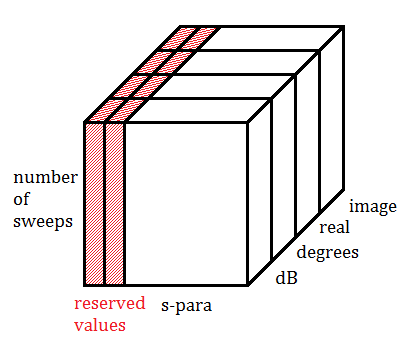 number
of
sweeps
image
real
degrees
dB
reserved
values
s-para